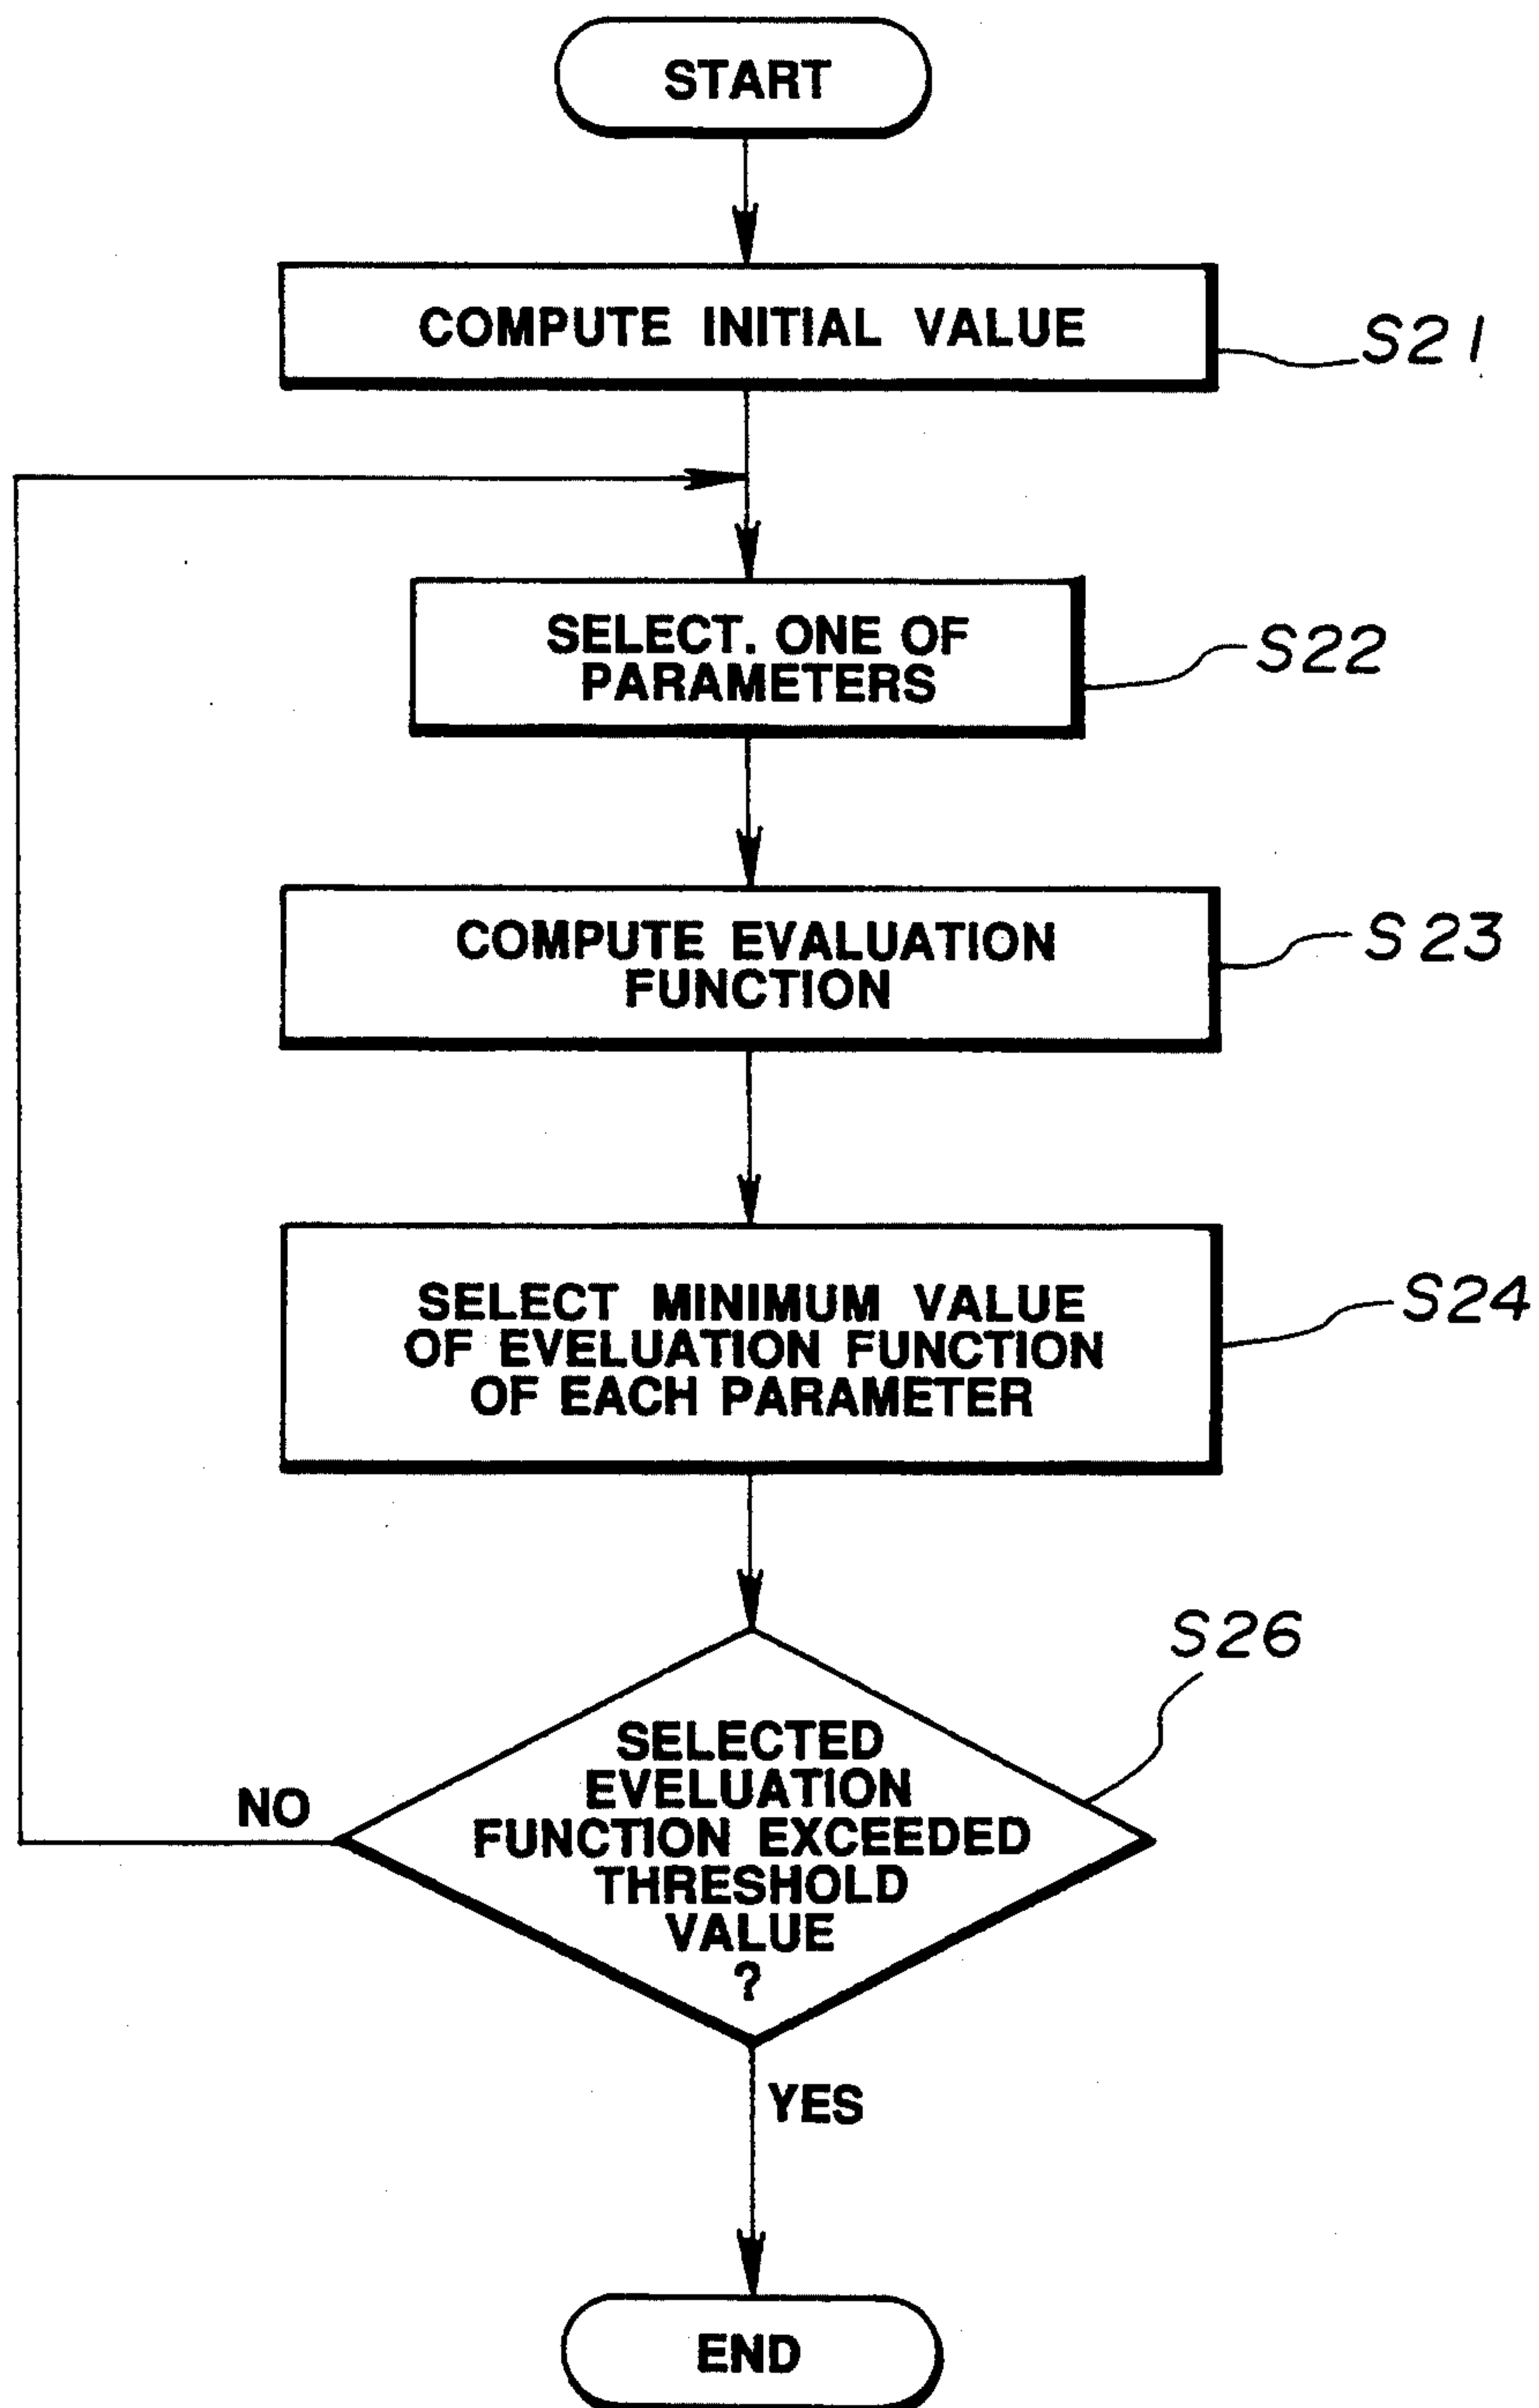 START
COMPUTE INITIAL VALUE
S21
SELECT. ONE OF
PARAMETERS
S22
COMPUTE EVALUATION
FUNCTION
S23
SELECT MINIMUM VALUE
OF EVELUATION FUNCTION
OF EACH PARAMETER
S24
S26
SELECTED
EVELUATION
FUNCTION EXCEEDED
THRESHOLD
VALUE
?
NO
YES
END